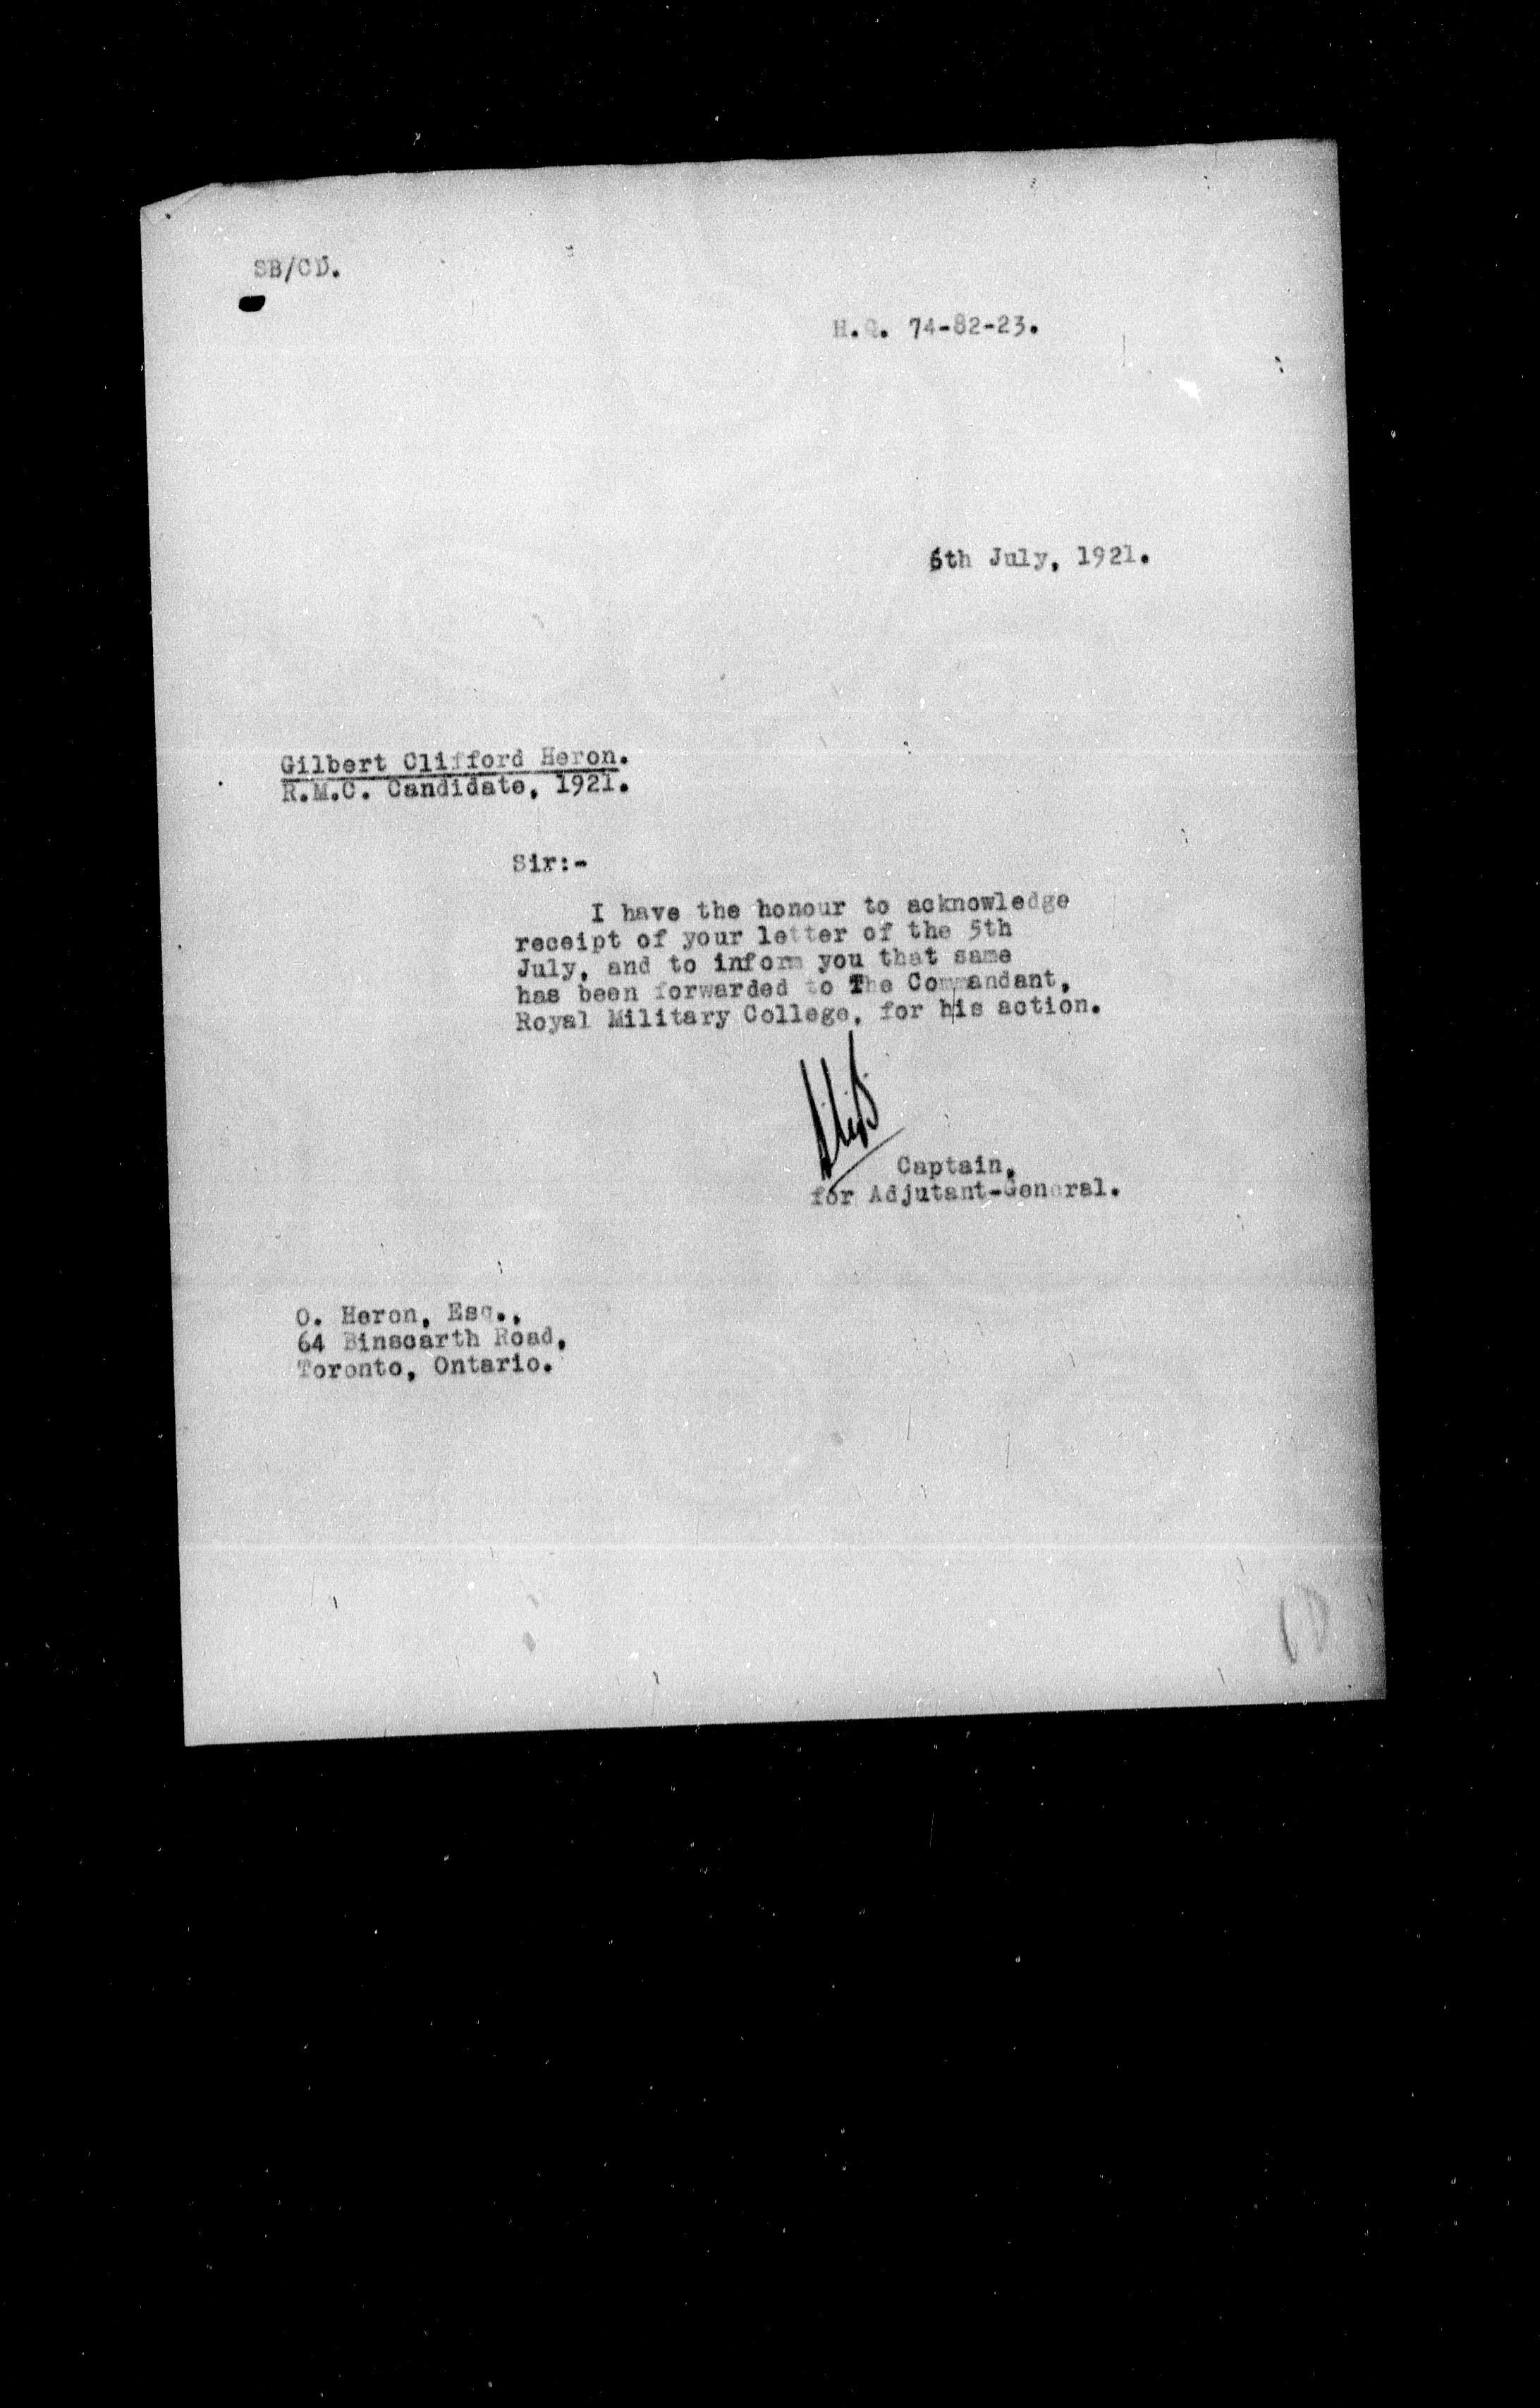 SB/CD.
H.Q. 74-82-23.
6th July, 1921.
Gilbert Clifford Heron.
R.M.C. Candidate, 1921.
Sir:-
I have the honour to acknowledge
receipt of your letter of the 5th
July, and to inform you that same
has been forwarded to The Commandant,
Royal Military College, for his action.
Captain,
for Adjutant-General.
O. Heron, Esq.,
64 Binscarth Road,
Toronto, Ontario.